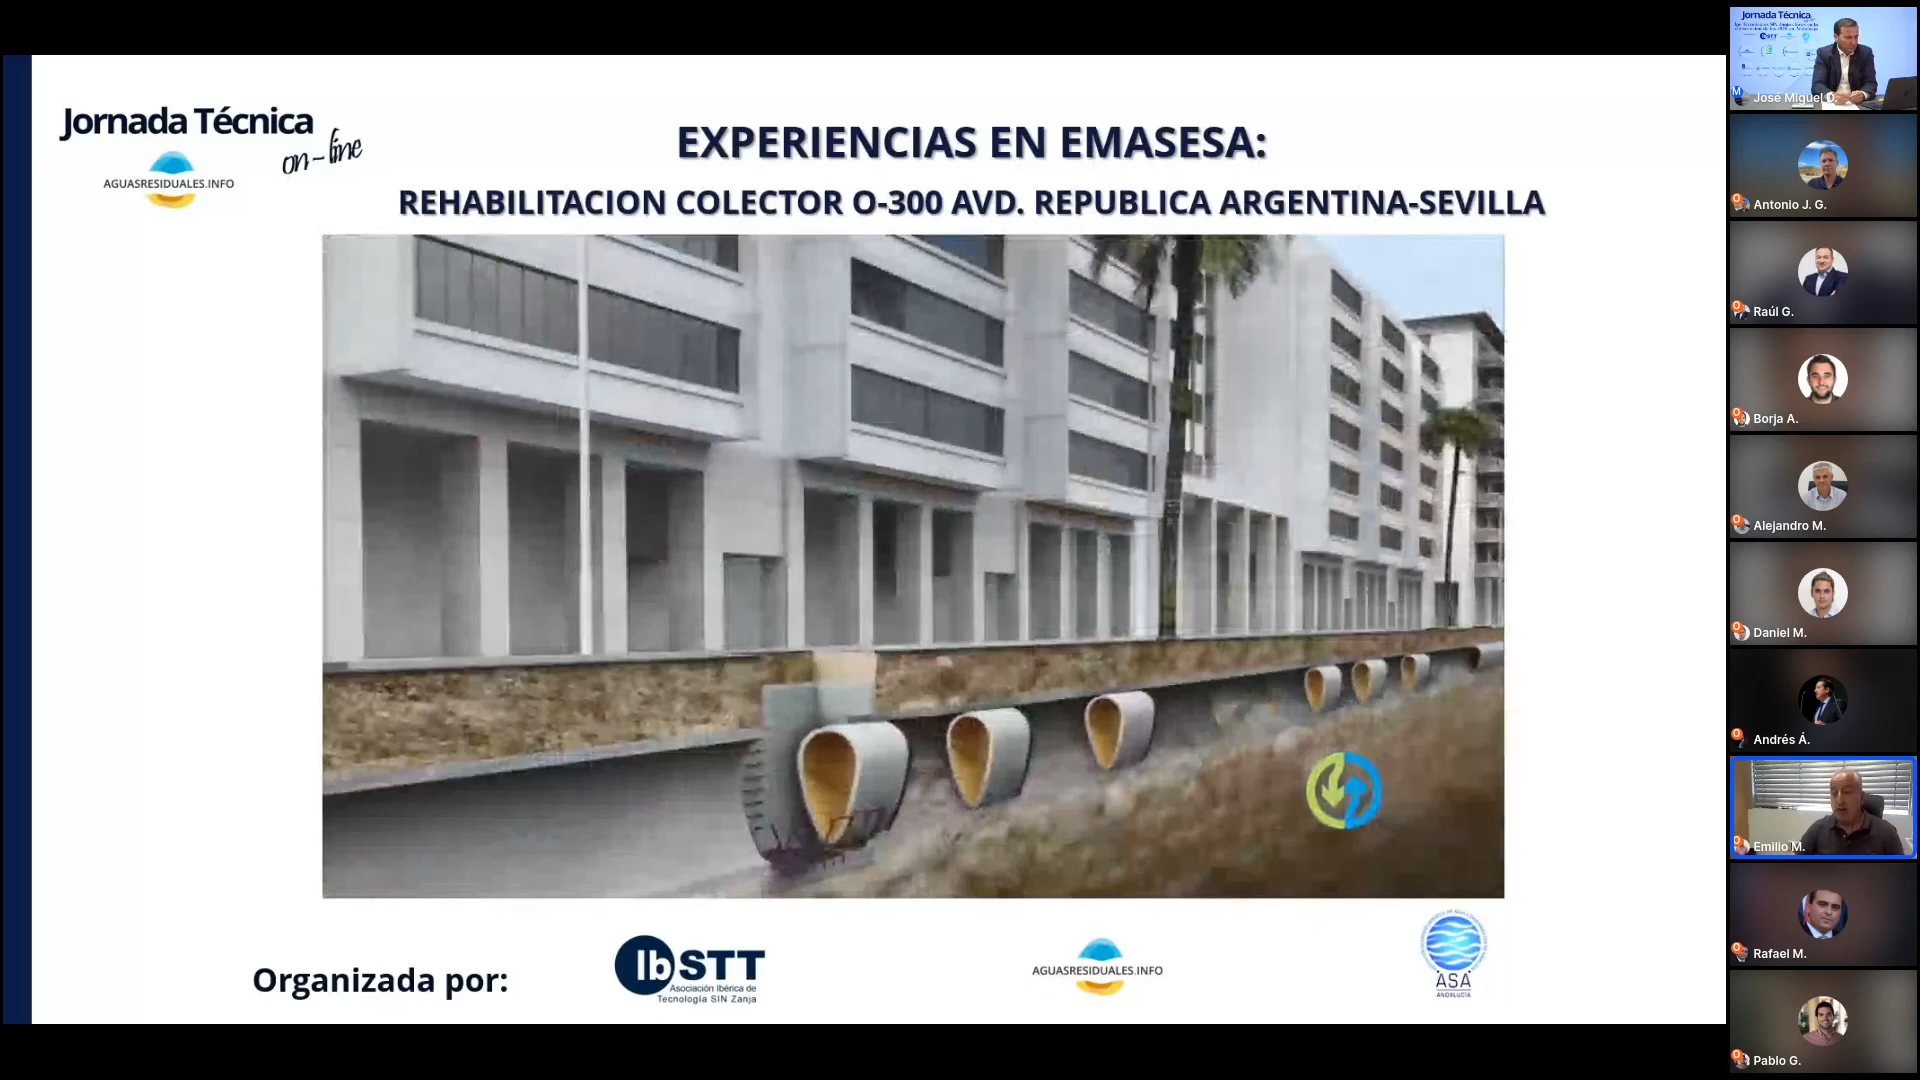 Jornada Técnica
on-line
AGUASRESIDUALES.INFO
EXPERIENCIAS EN EMASESA:
REHABILITACION COLECTOR O-300 AVD. REPUBLICA ARGENTINA-SEVILLA
Organizada por:
IbSTT
Asociación Ibérica de
Tecnología SIN Zanja
AGUASRESIDUALES.INFO
ASA
ANDALUCÍA
Jornada Técnica
José Miguel D.
Antonio J. G.
Raúl G.
Borja A.
Alejandro M.
Daniel M.
Andrés Á.
Emilio M.
Rafael M.
Pablo G.